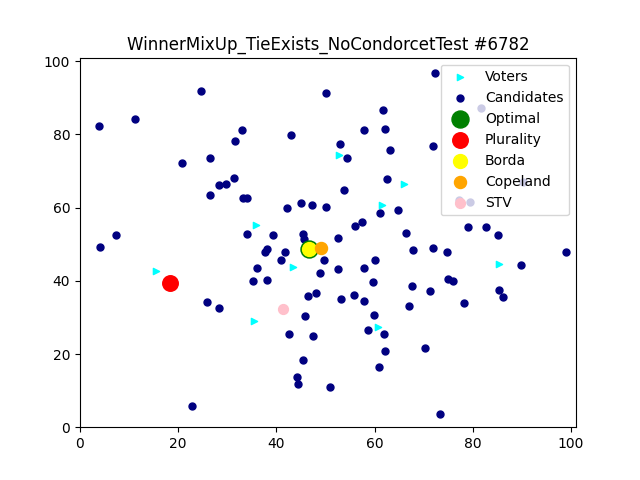 WinnerMixUp_TieExists_NoCondorcetTest #6782
100
80
60
40
20
0
0
20
40
60
80
100
Voters
Candidates
Optimal
Plurality
Borda
Copeland
STV